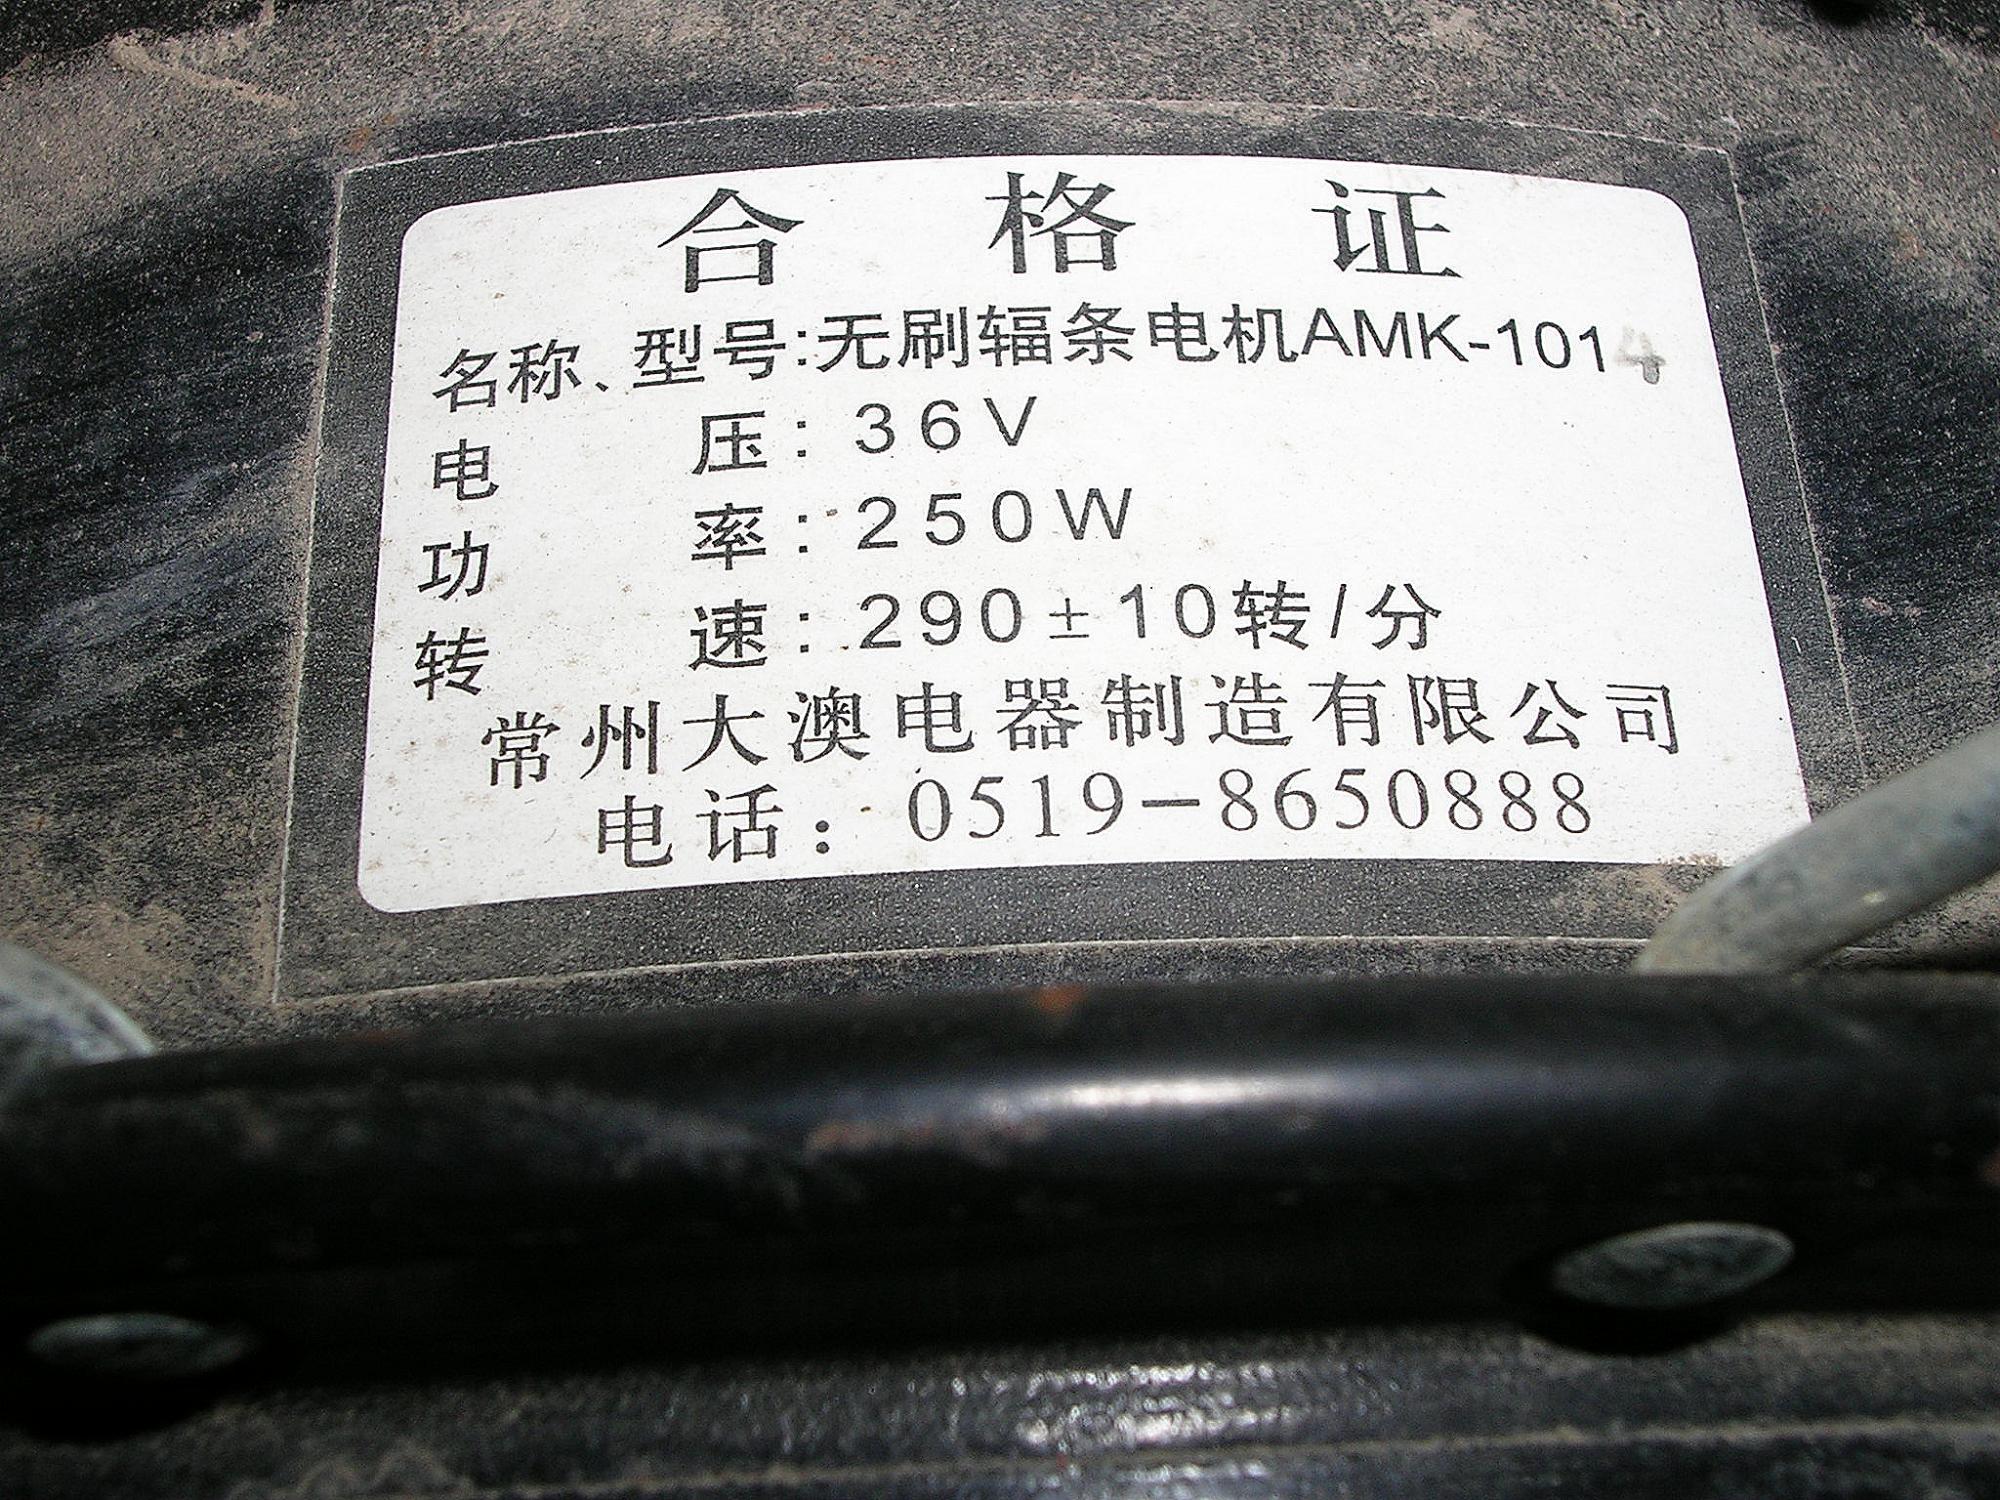 合格证
名称、型号:无刷辐条电机AMK-1014
电压:36V
功率:250W
转速:290±10转/分
常州大澳电器制造有限公司
电话:0519-8650888